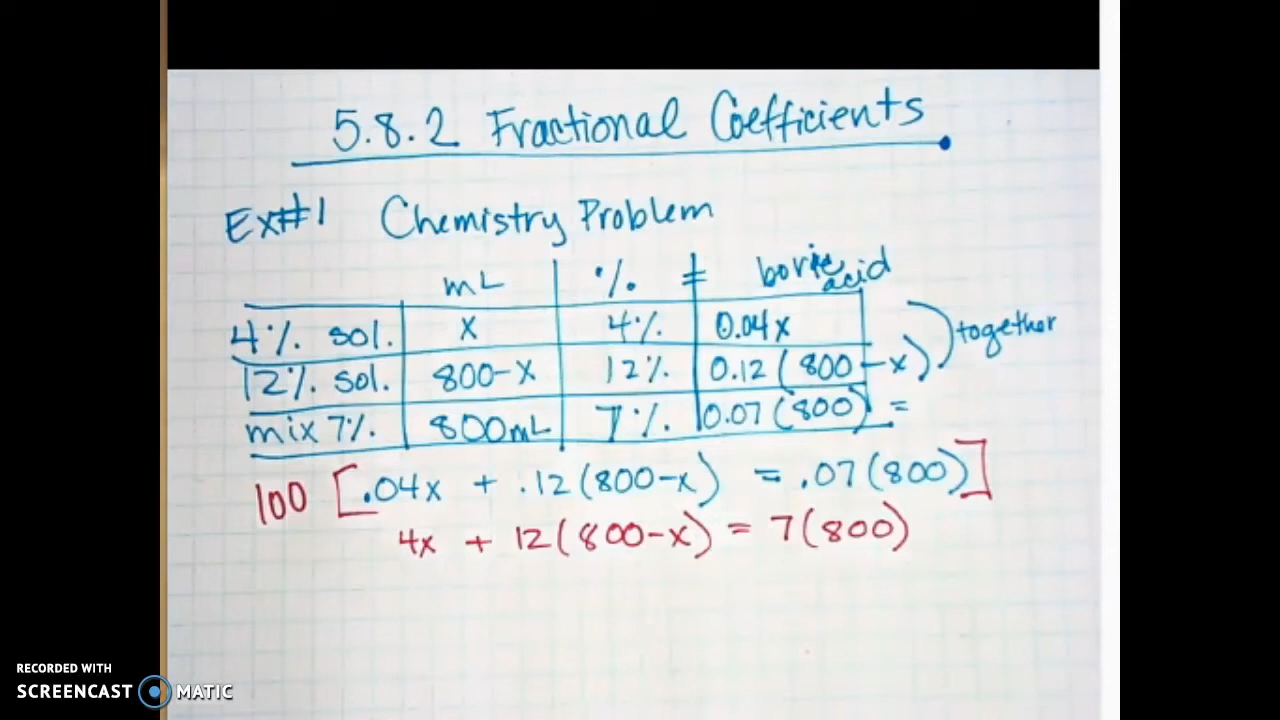 5.8.2 Fractional Coefficients
Ex#1 Chemistry Problem
mL % = boric acid
4% sol. x 4% 0.04x
12% sol. 800-x 12% 0.12(800-x) together
mix 7% 800mL 7% 0.07(800) =
100 [.04x + .12(800-x) = .07(800)]
4x + 12(800-x) = 7(800)
RECORDED WITH
SCREENCAST MATIC